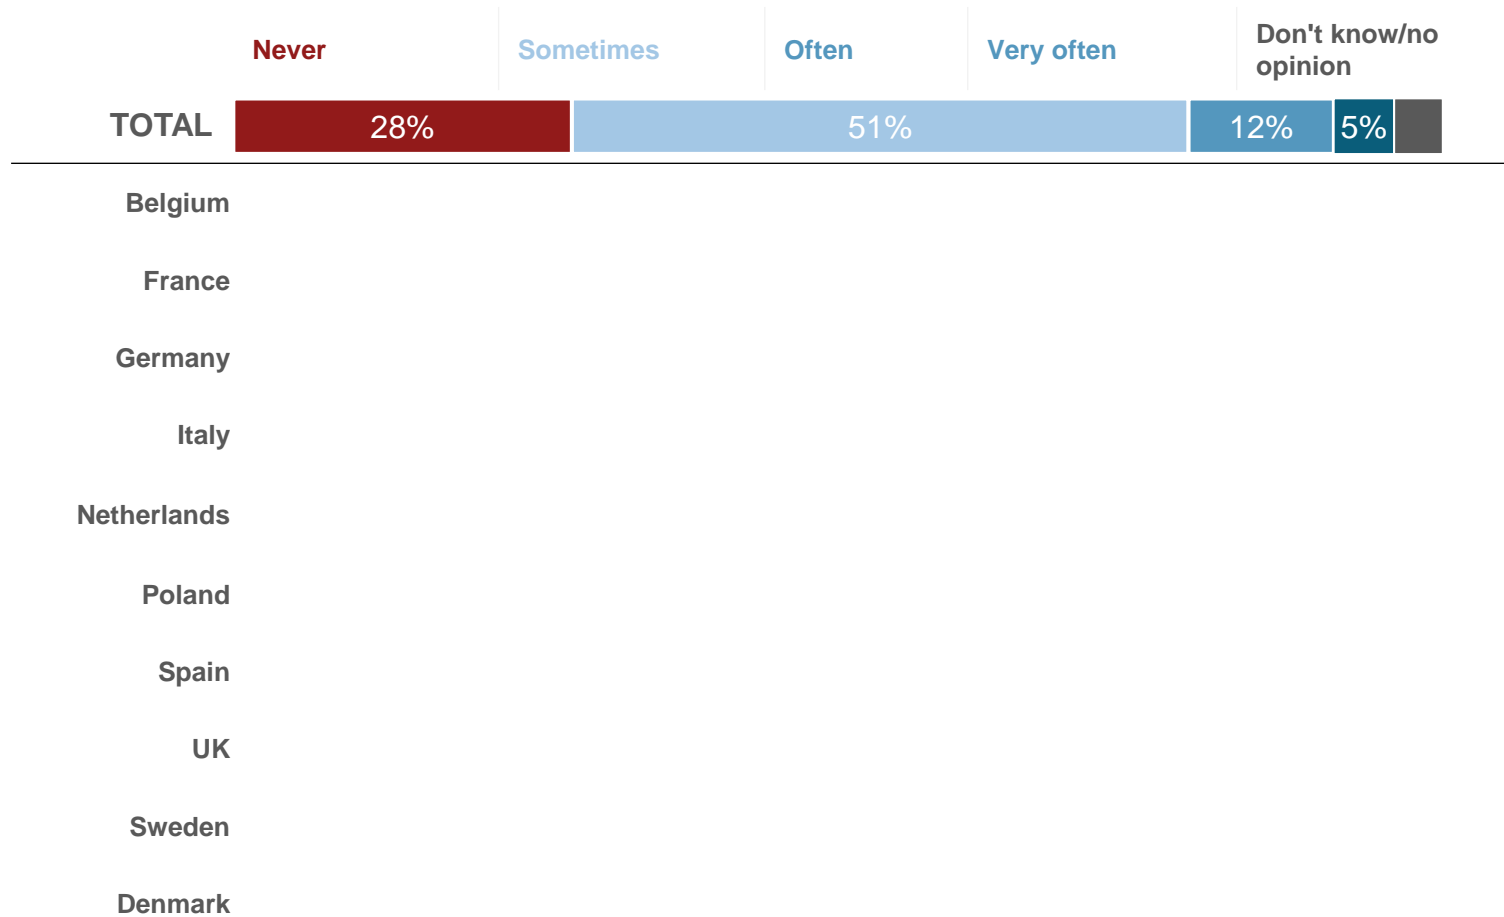 Never
Sometimes
Often
Very often
Don't know/no
opinion
TOTAL
28%
51%
12%
5%
Belgium
France
Germany
Italy
Netherlands
Poland
Spain
UK
Sweden
Denmark